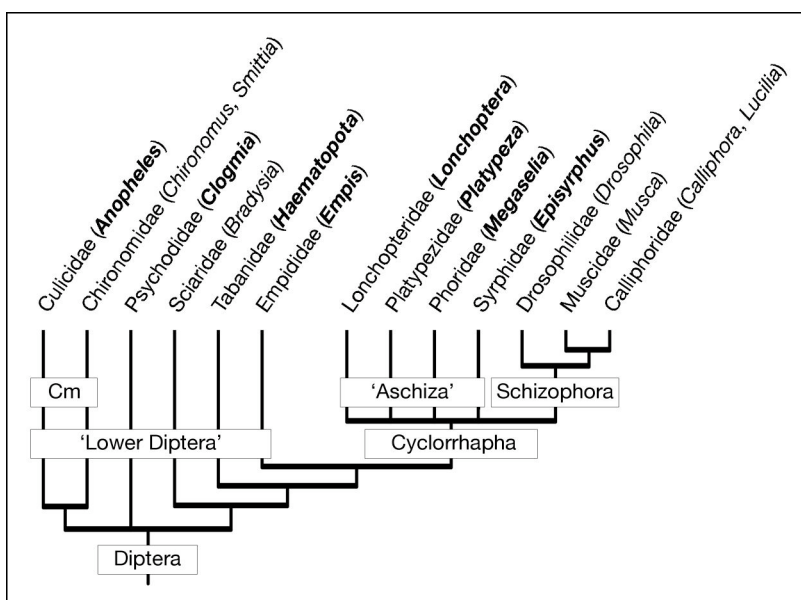 Culicidae (Anopheles)
Chironomidae (Chironomus, Smittia)
Psychodidae (Clogmia)
Sciaridae (Bradysia)
Tabanidae (Haematopota)
Empididae (Empis)
Lonchopteridae (Lonchoptera)
Platypezidae (Platypeza)
Phoridae (Megaselia)
Syrphidae (Episyrphus)
Drosophilidae (Drosophila)
Muscidae (Musca)
Calliphoridae (Calliphora, Lucilia)
Cm
‘Aschiza’
Schizophora
‘Lower Diptera’
Cyclorrhapha
Diptera